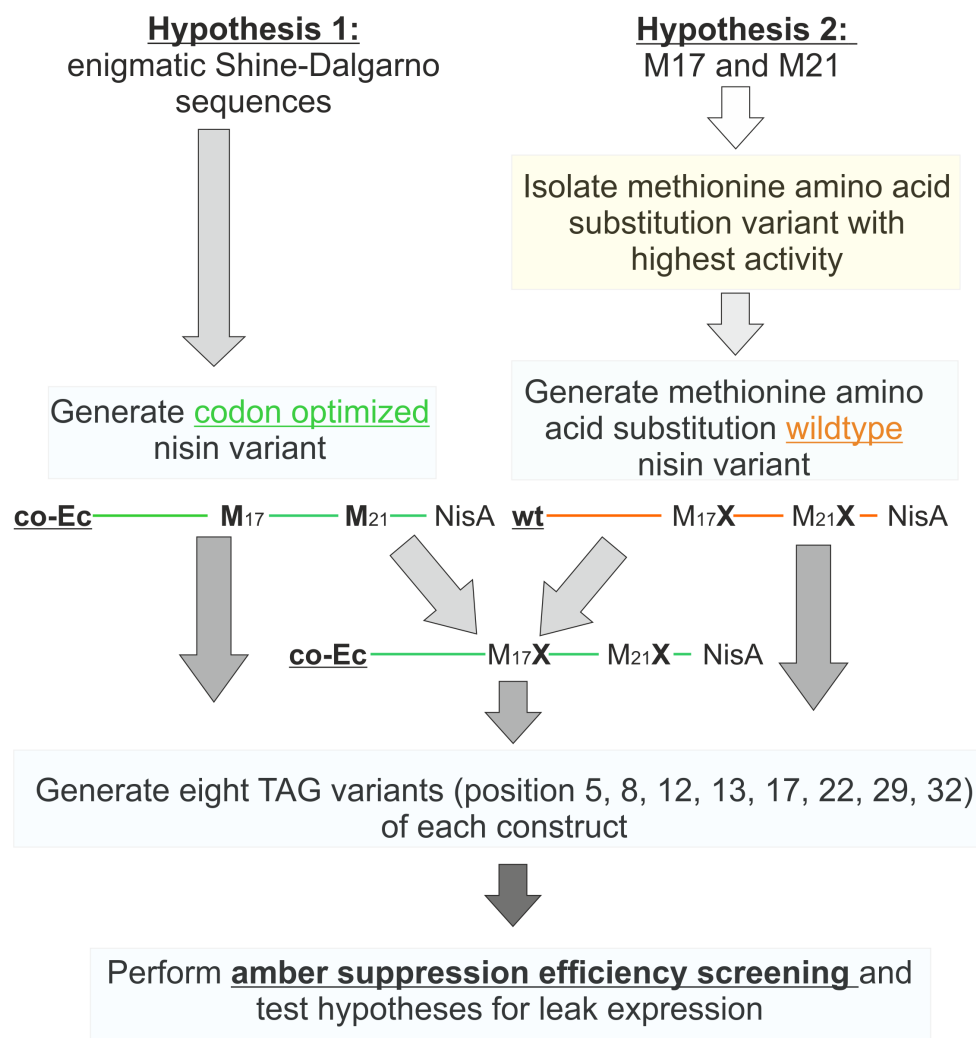 Hypothesis 1:
enigmatic Shine-Dalgarno
sequences
Hypothesis 2:
M17 and M21
Isolate methionine amino acid
substitution variant with
highest activity
Generate codon optimized
nisin variant
Generate methionine amino
acid substitution wildtype
nisin variant
co-Ec M17 M21 NisA
wt M17X M21X NisA
co-Ec M17X M21X NisA
Generate eight TAG variants (position 5, 8, 12, 13, 17, 22, 29, 32)
of each construct
Perform amber suppression efficiency screening and
test hypotheses for leak expression